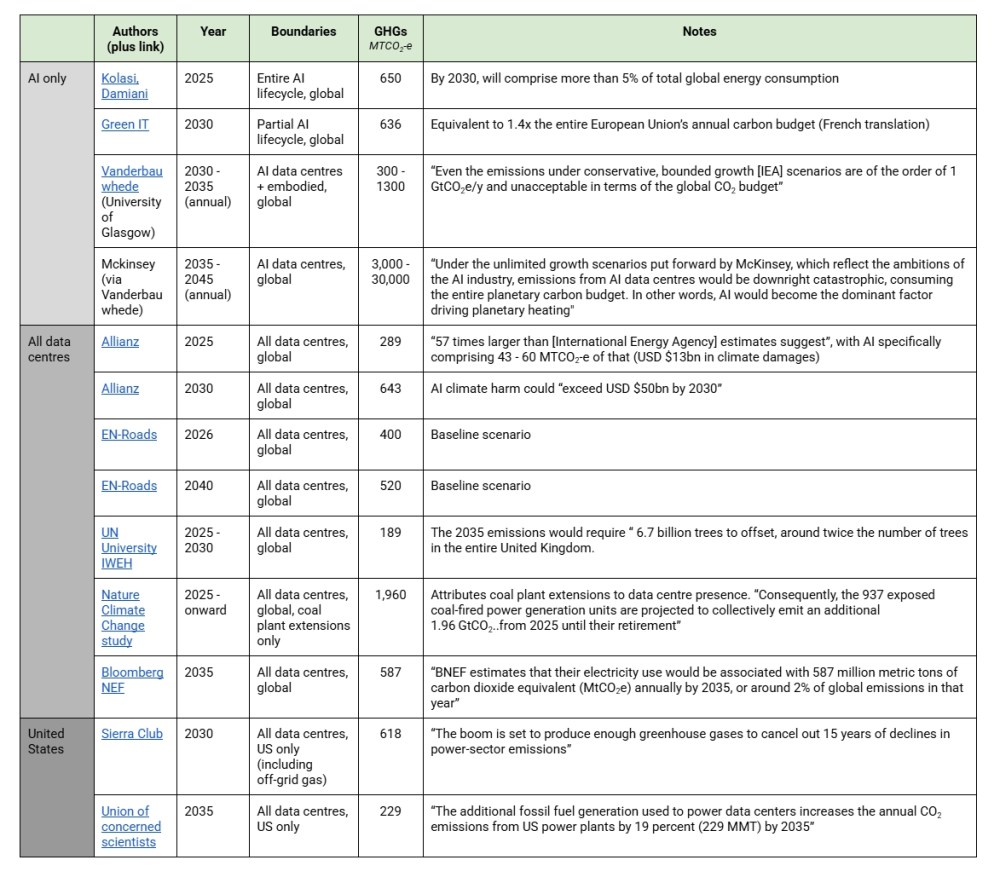 Authors
(plus link)
Year
Boundaries
GHGs
MTCO₂-e
Notes
AI only
Kolasi,
Damiani
2025
Entire AI
lifecycle, global
650
By 2030, will comprise more than 5% of total global energy consumption
Green IT
2030
Partial AI
lifecycle, global
636
Equivalent to 1.4x the entire European Union's annual carbon budget (French translation)
Vanderbau
whede
(University
of
Glasgow)
2030 -
2035
(annual)
AI data centres
+ embodied,
global
300 -
1300
“Even the emissions under conservative, bounded growth [IEA] scenarios are of the order of 1
GtCO₂e/y and unacceptable in terms of the global CO₂ budget”
Mckinsey
(via
Vanderbau
whede)
2035 -
2045
(annual)
AI data centres,
global
3,000 -
30,000
“Under the unlimited growth scenarios put forward by McKinsey, which reflect the ambitions of
the AI industry, emissions from AI data centres would be downright catastrophic, consuming
the entire planetary carbon budget. In other words, AI would become the dominant factor
driving planetary heating"
All data
centres
Allianz
2025
All data centres,
global
289
“57 times larger than [International Energy Agency] estimates suggest”, with AI specifically
comprising 43 - 60 MTCO₂-e of that (USD $13bn in climate damages)
Allianz
2030
All data centres,
global
643
AI climate harm could “exceed USD $50bn by 2030”
EN-Roads
2026
All data centres,
global
400
Baseline scenario
EN-Roads
2040
All data centres,
global
520
Baseline scenario
UN
University
IWEH
2025 -
2030
All data centres,
global
189
The 2035 emissions would require “ 6.7 billion trees to offset, around twice the number of trees
in the entire United Kingdom.
Nature
Climate
Change
study
2025 -
onward
All data centres,
global, coal
plant extensions
only
1,960
Attributes coal plant extensions to data centre presence. “Consequently, the 937 exposed
coal-fired power generation units are projected to collectively emit an additional
1.96 GtCO₂..from 2025 until their retirement”
Bloomberg
NEF
2035
All data centres,
global
587
“BNEF estimates that their electricity use would be associated with 587 million metric tons of
carbon dioxide equivalent (MtCO₂e) annually by 2035, or around 2% of global emissions in that
year”
United
States
Sierra Club
2030
All data centres,
US only
(including
off-grid gas)
618
“The boom is set to produce enough greenhouse gases to cancel out 15 years of declines in
power-sector emissions”
Union of
concerned
scientists
2035
All data centres,
US only
229
“The additional fossil fuel generation used to power data centers increases the annual CO₂
emissions from US power plants by 19 percent (229 MMT) by 2035”